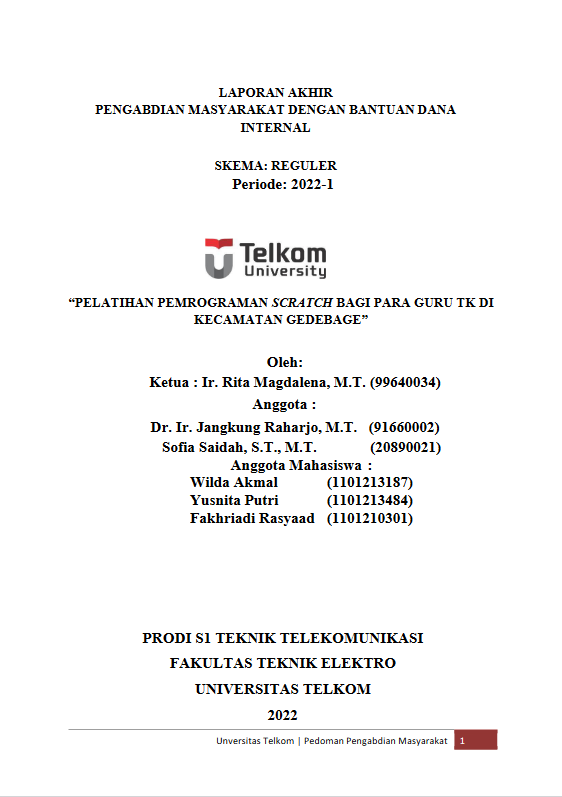 LAPORAN AKHIR
PENGABDIAN MASYARAKAT DENGAN BANTUAN DANA
INTERNAL
SKEMA: REGULER
Periode: 2022-1
Telkom
University
“PELATIHAN PEMROGRAMAN SCRATCH BAGI PARA GURU TK DI
KECAMATAN GEDEBAGE”
Oleh:
Ketua : Ir. Rita Magdalena, M.T. (99640034)
Anggota :
Dr. Ir. Jangkung Raharjo, M.T. (91660002)
Sofia Saidah, S.T., M.T. (20890021)
Anggota Mahasiswa :
Wilda Akmal (1101213187)
Yusnita Putri (1101213484)
Fakhriadi Rasyaad (1101210301)
PRODI S1 TEKNIK TELEKOMUNIKASI
FAKULTAS TEKNIK ELEKTRO
UNIVERSITAS TELKOM
2022
Unversitas Telkom | Pedoman Pengabdian Masyarakat 1